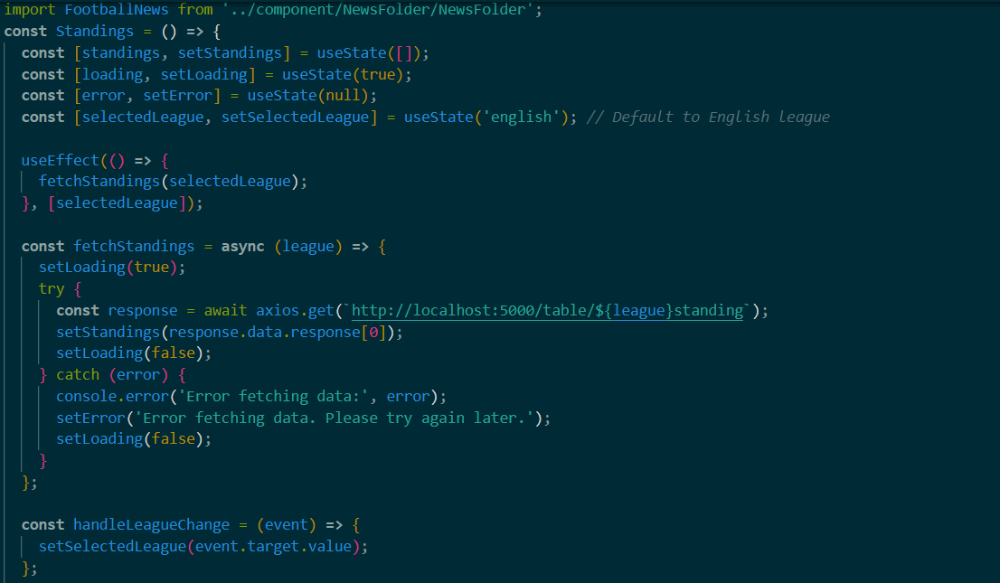 import FootballNews from '../component/NewsFolder/NewsFolder';
const Standings = () => {
  const [standings, setStandings] = useState([]);
  const [loading, setLoading] = useState(true);
  const [error, setError] = useState(null);
  const [selectedLeague, setSelectedLeague] = useState('english'); // Default to English league

  useEffect(() => {
    fetchStandings(selectedLeague);
  }, [selectedLeague]);

  const fetchStandings = async (league) => {
    setLoading(true);
    try {
      const response = await axios.get(`http://localhost:5000/table/${league}standing`);
      setStandings(response.data.response[0]);
      setLoading(false);
    } catch (error) {
      console.error('Error fetching data:', error);
      setError('Error fetching data. Please try again later.');
      setLoading(false);
    }
  };

  const handleLeagueChange = (event) => {
    setSelectedLeague(event.target.value);
  };